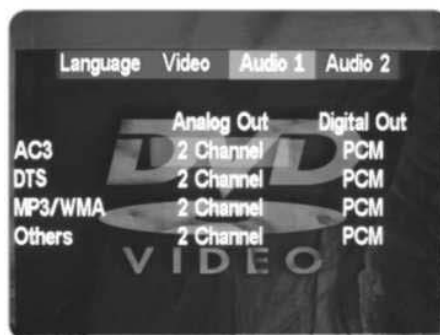 Language Video Audio 1 Audio 2
Analog Out Digital Out
AC3 2 Channel PCM
DTS 2 Channel PCM
MP3/WMA 2 Channel PCM
Others 2 Channel PCM
DVD
VIDEO